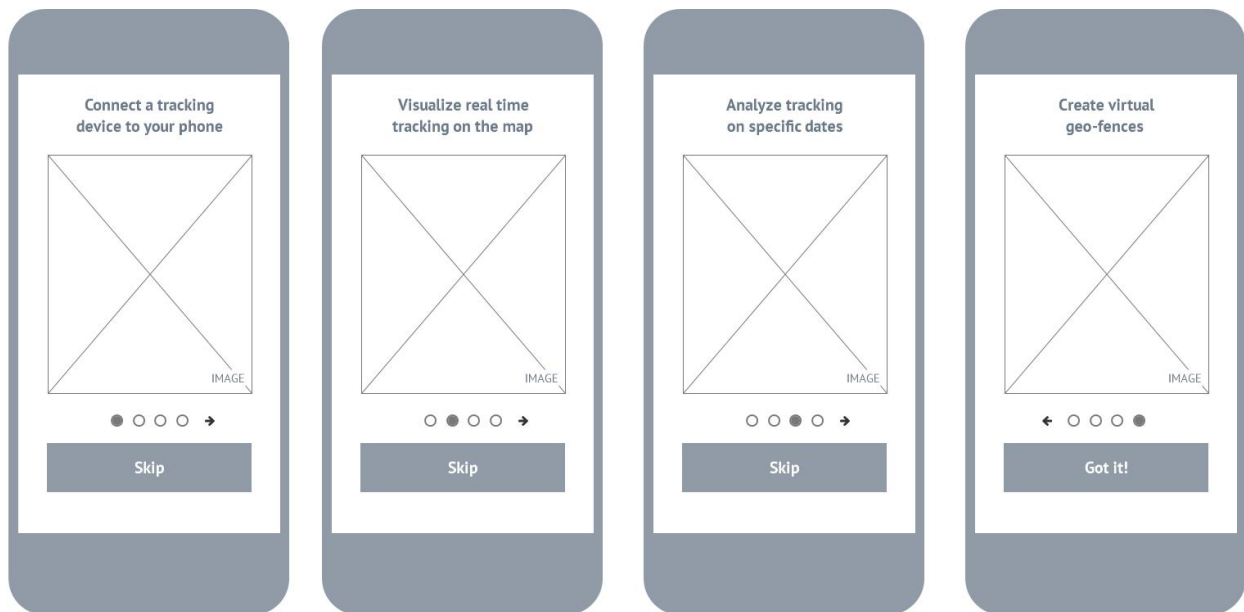 Connect a tracking
device to your phone
IMAGE
Skip
Visualize real time
tracking on the map
IMAGE
Skip
Analyze tracking
on specific dates
IMAGE
Skip
Create virtual
geo-fences
IMAGE
Got it!